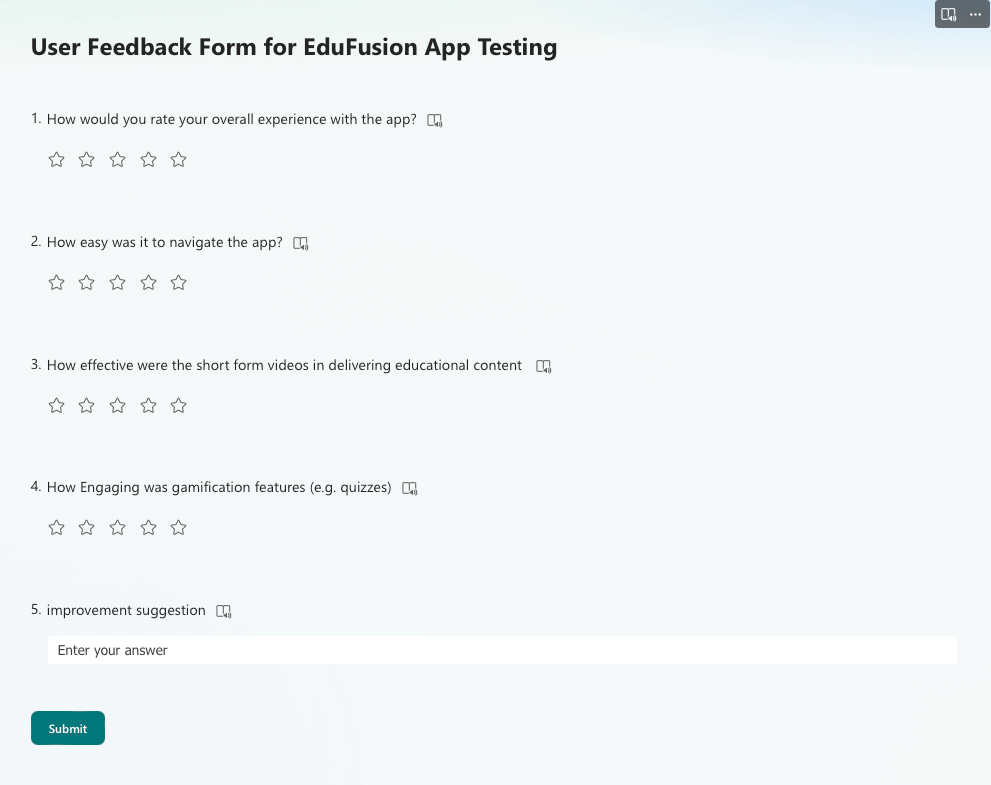 User Feedback Form for EduFusion App Testing
1. How would you rate your overall experience with the app?
2. How easy was it to navigate the app?
3. How effective were the short form videos in delivering educational content
4. How Engaging was gamification features (e.g. quizzes)
5. improvement suggestion
Enter your answer
Submit